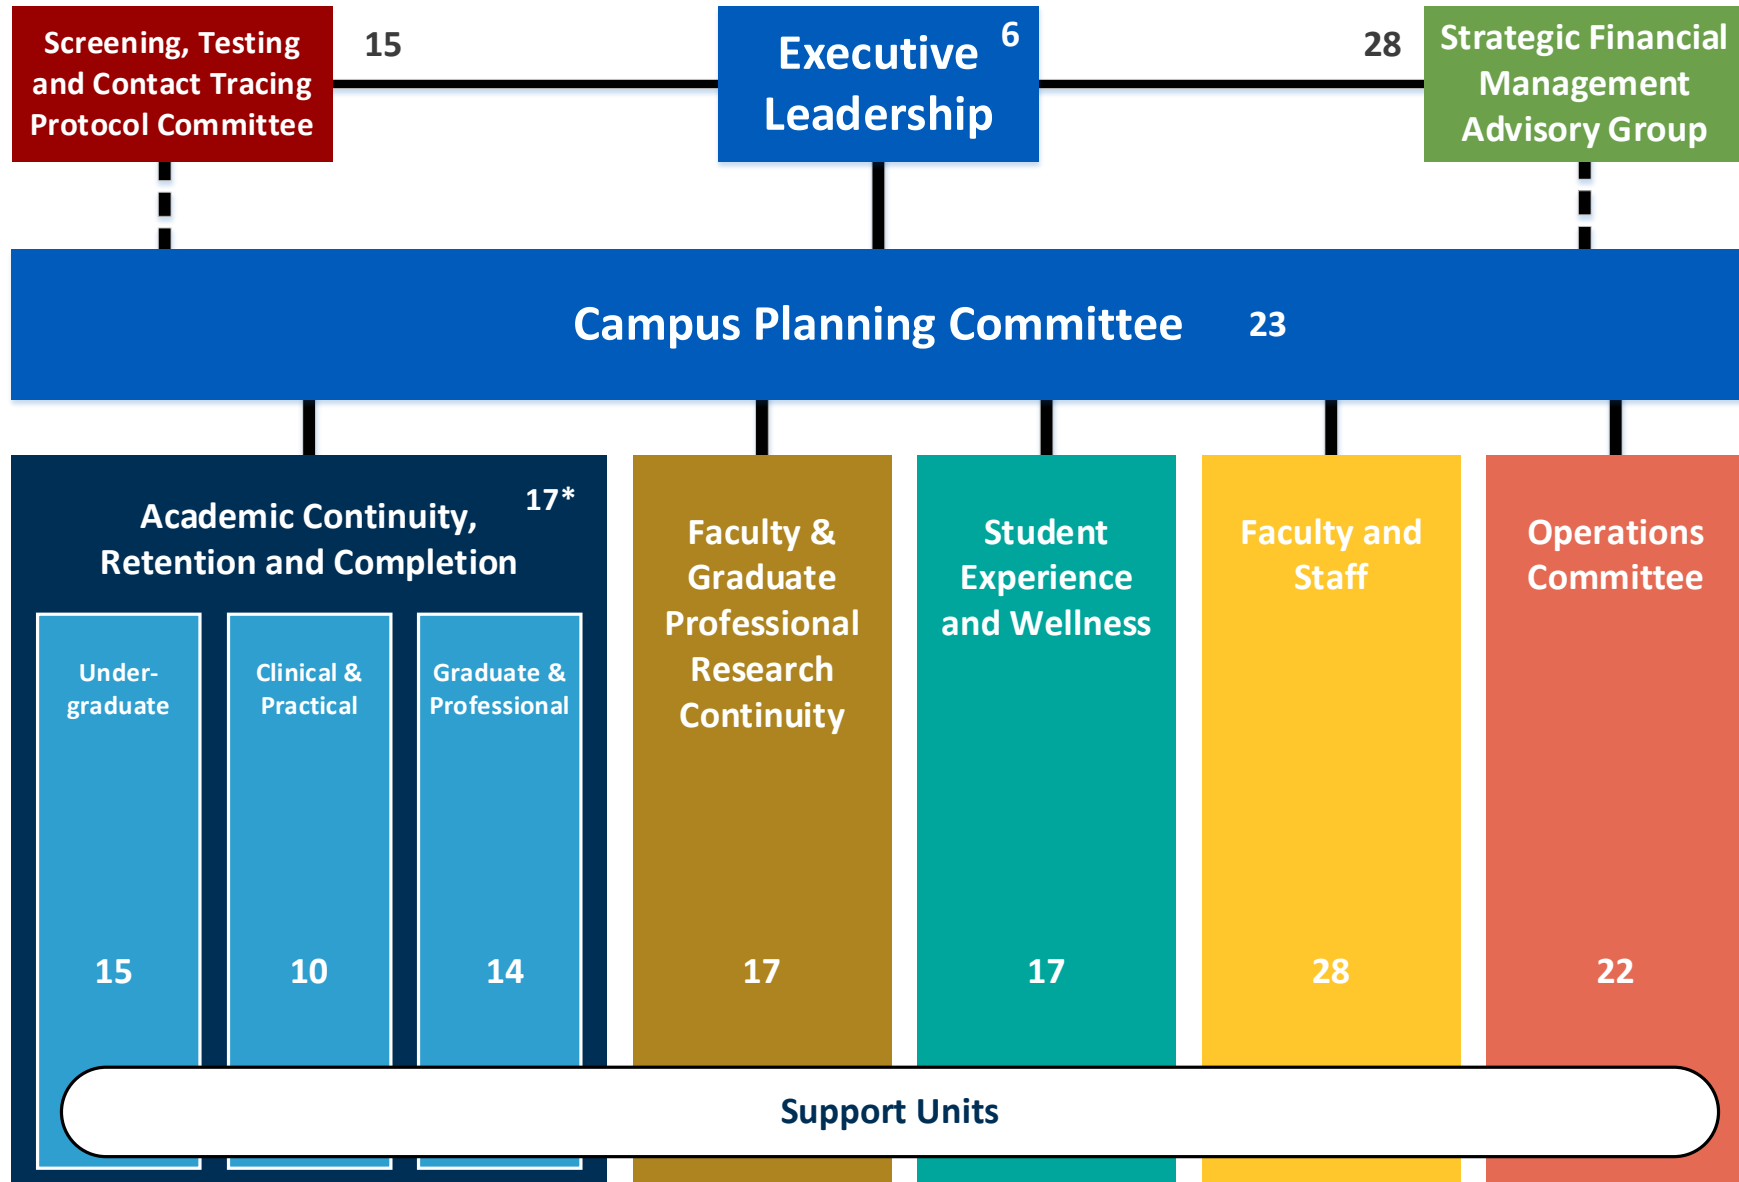 Screening, Testing
and Contact Tracing
Protocol Committee
15
Executive
Leadership
6
28
Strategic Financial
Management
Advisory Group
Campus Planning Committee
23
Academic Continuity,
Retention and Completion
17*
Under-
graduate
15
Clinical &
Practical
10
Graduate &
Professional
14
Faculty &
Graduate
Professional
Research
Continuity
17
Student
Experience
and Wellness
17
Faculty and
Staff
28
Operations
Committee
22
Support Units